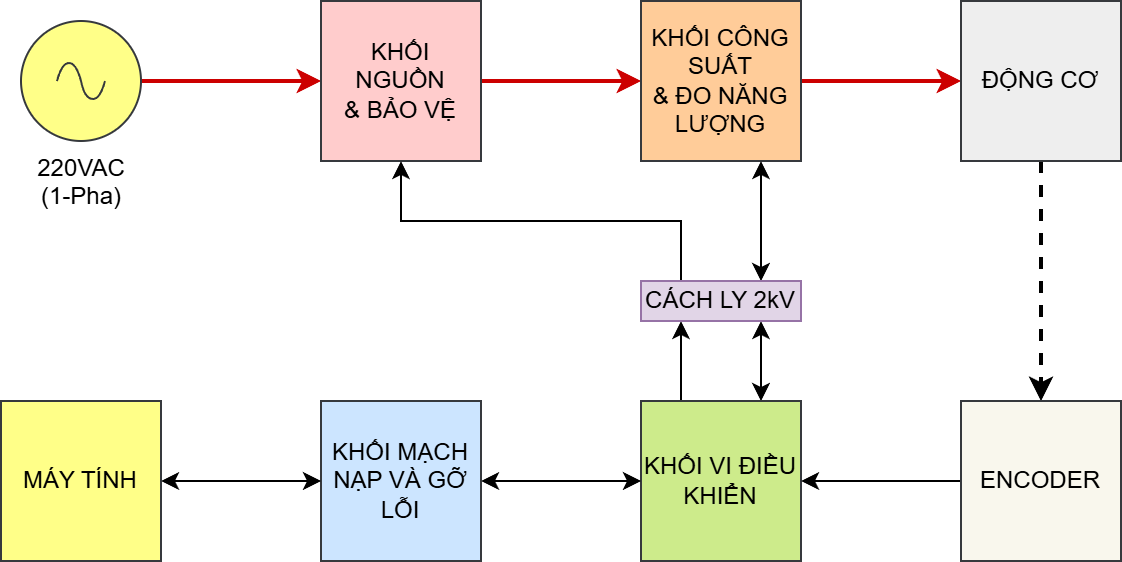 220VAC
(1-Pha)
KHỐI
NGUỒN
& BẢO VỆ
KHỐI CÔNG
SUẤT
& ĐO NĂNG
LƯỢNG
ĐỘNG CƠ
CÁCH LY 2kV
MÁY TÍNH
KHỐI MẠCH
NẠP VÀ GỠ
LỖI
KHỐI VI ĐIỀU
KHIỂN
ENCODER